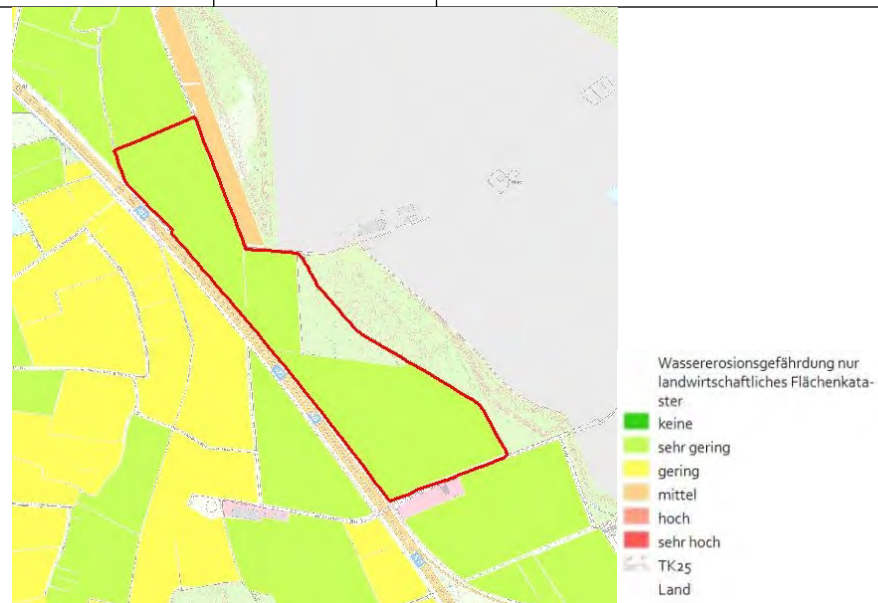 Wassererosionsgefährdung nur
landwirtschaftliches Flächenkata-
ster
keine
sehr gering
gering
mittel
hoch
sehr hoch
TK25
Land